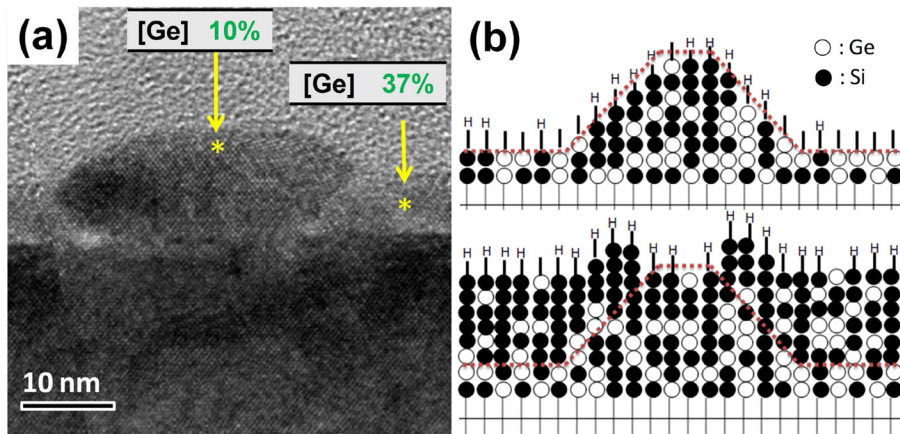 (a)
[Ge] 10%
[Ge] 37%
10 nm
(b)
○ : Ge
● : Si
H H H H
H H
H H
H H
H H
H H H H H
H H H H
H H
H H H
H H H H H H H H H H H H H